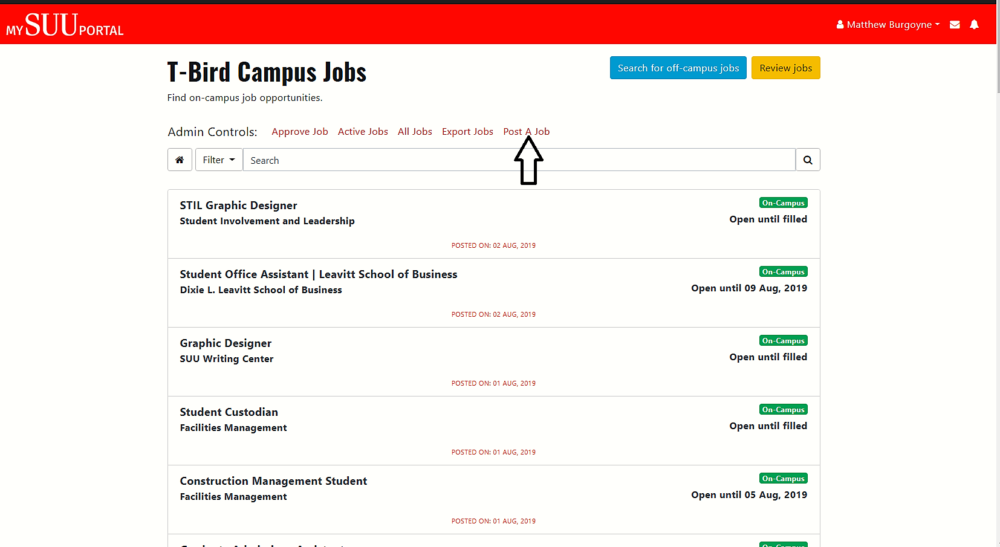 MY SUU PORTAL
Matthew Burgoyne
T-Bird Campus Jobs
Search for off-campus jobs
Review jobs
Find on-campus job opportunities.
Admin Controls: Approve Job Active Jobs All Jobs Export Jobs Post A Job
Filter
Search
STIL Graphic Designer
On-Campus
Student Involvement and Leadership
Open until filled
POSTED ON: 02 AUG, 2019
Student Office Assistant | Leavitt School of Business
On-Campus
Dixie L. Leavitt School of Business
Open until 09 Aug, 2019
POSTED ON: 02 AUG, 2019
Graphic Designer
On-Campus
SUU Writing Center
Open until filled
POSTED ON: 01 AUG, 2019
Student Custodian
On-Campus
Facilities Management
Open until filled
POSTED ON: 01 AUG, 2019
Construction Management Student
On-Campus
Facilities Management
Open until 05 Aug, 2019
POSTED ON: 01 AUG, 2019
On-Campus